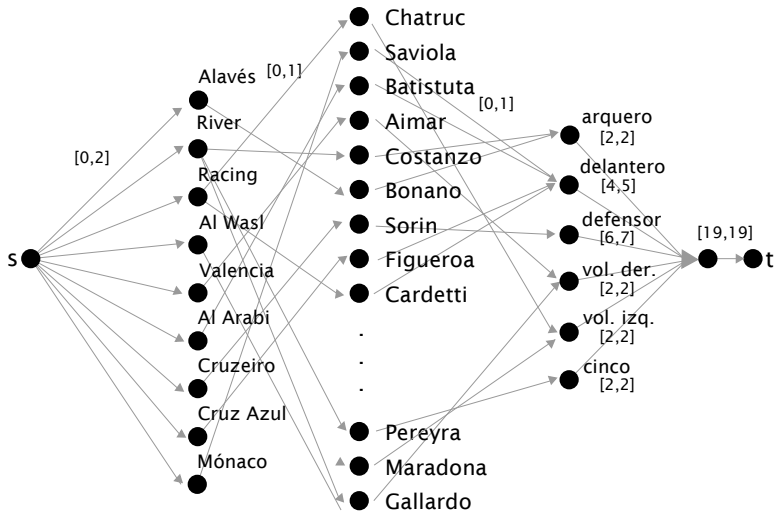 s
[0,2]
Alavés
River
Racing
Al Wasl
Valencia
Al Arabi
Cruzeiro
Cruz Azul
Mónaco
[0,1]
Chatruc
Saviola
Batistuta
Aimar
Costanzo
Bonano
Sorin
Figueroa
Cardetti
.
.
.
Pereyra
Maradona
Gallardo
[0,1]
arquero
[2,2]
delantero
[4,5]
defensor
[6,7]
vol. der.
[2,2]
vol. izq.
[2,2]
cinco
[2,2]
[19,19]
t